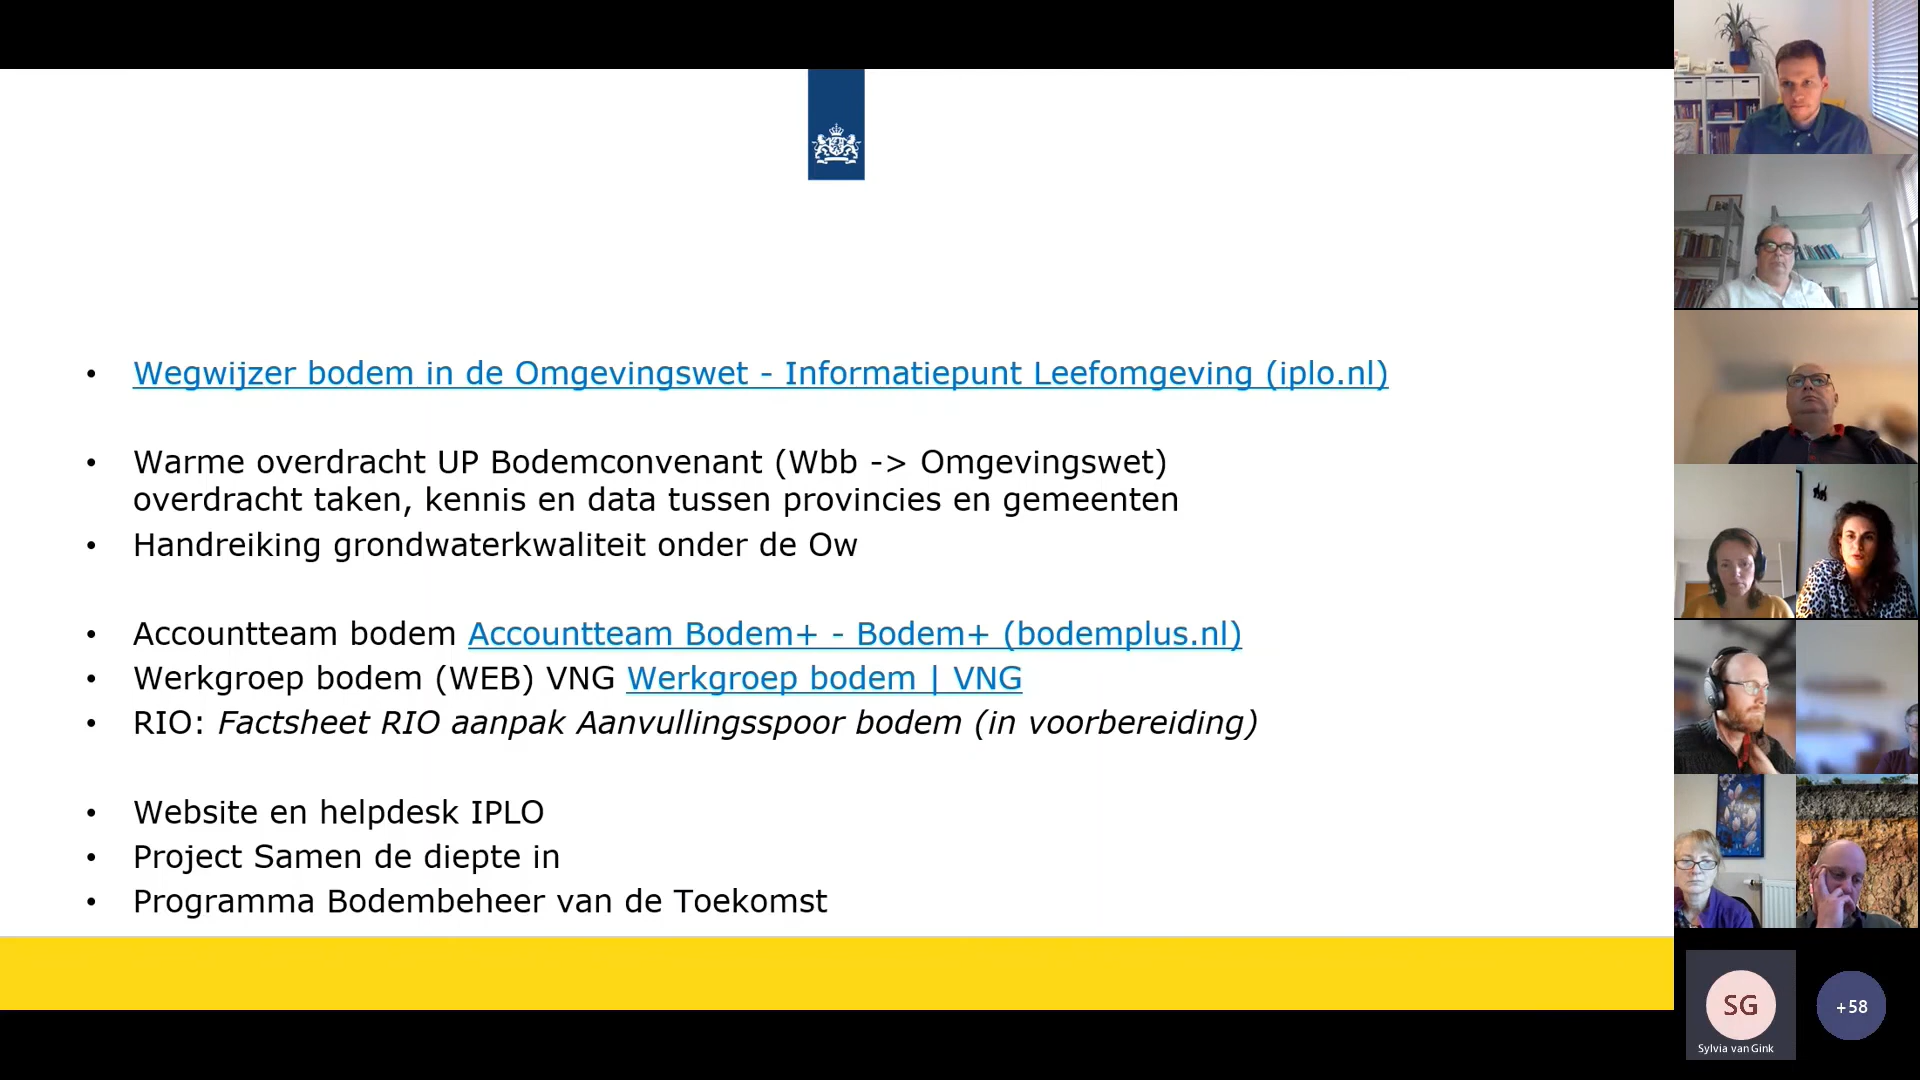 Wegwijzer bodem in de Omgevingswet - Informatiepunt Leefomgeving (iplo.nl)
Warme overdracht UP Bodemconvenant (Wbb -> Omgevingswet)
overdracht taken, kennis en data tussen provincies en gemeenten
Handreiking grondwaterkwaliteit onder de Ow
Accountteam bodem Accountteam Bodem+ - Bodem+ (bodemplus.nl)
Werkgroep bodem (WEB) VNG Werkgroep bodem | VNG
RIO: Factsheet RIO aanpak Aanvullingsspoor bodem (in voorbereiding)
Website en helpdesk IPLO
Project Samen de diepte in
Programma Bodembeheer van de Toekomst
SG
Sylvia van Gink
+58